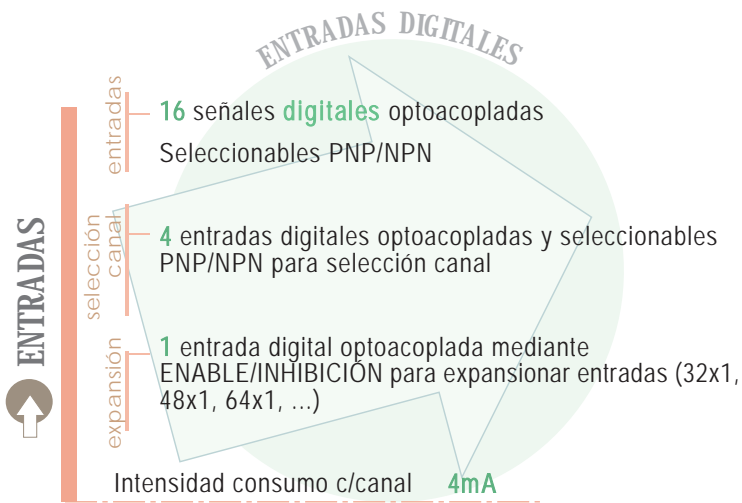 ENTRADAS DIGITALES
ENTRADAS
entradas
16 señales digitales optoacopladas
Seleccionables PNP/NPN
selección
canal
4 entradas digitales optoacopladas y seleccionables
PNP/NPN para selección canal
expansión
1 entrada digital optoacoplada mediante
ENABLE/INHIBICIÓN para expansionar entradas (32x1,
48x1, 64x1, ...)
Intensidad consumo c/canal 4mA